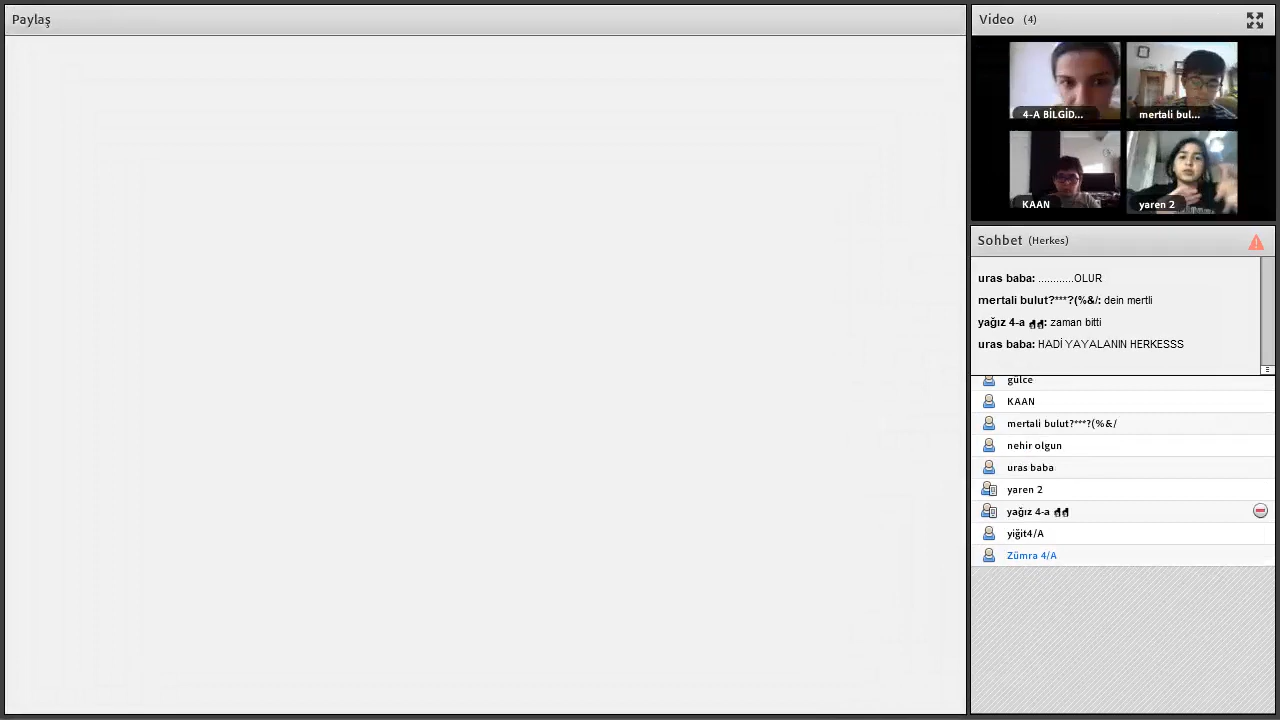 Paylaş
Video (4)
4-A BİLGİD...
mertali bul...
KAAN
yaren 2
Sohbet (Herkes)
uras baba: ............OLUR
mertali bulut?***?(%&/: dein mertli
yağız 4-a : zaman bitti
uras baba: HADİ YAYALANIN HERKESSS
gülce
KAAN
mertali bulut?***?(%&/
nehir olgun
uras baba
yaren 2
yağız 4-a
yiğit4/A
Zümra 4/A